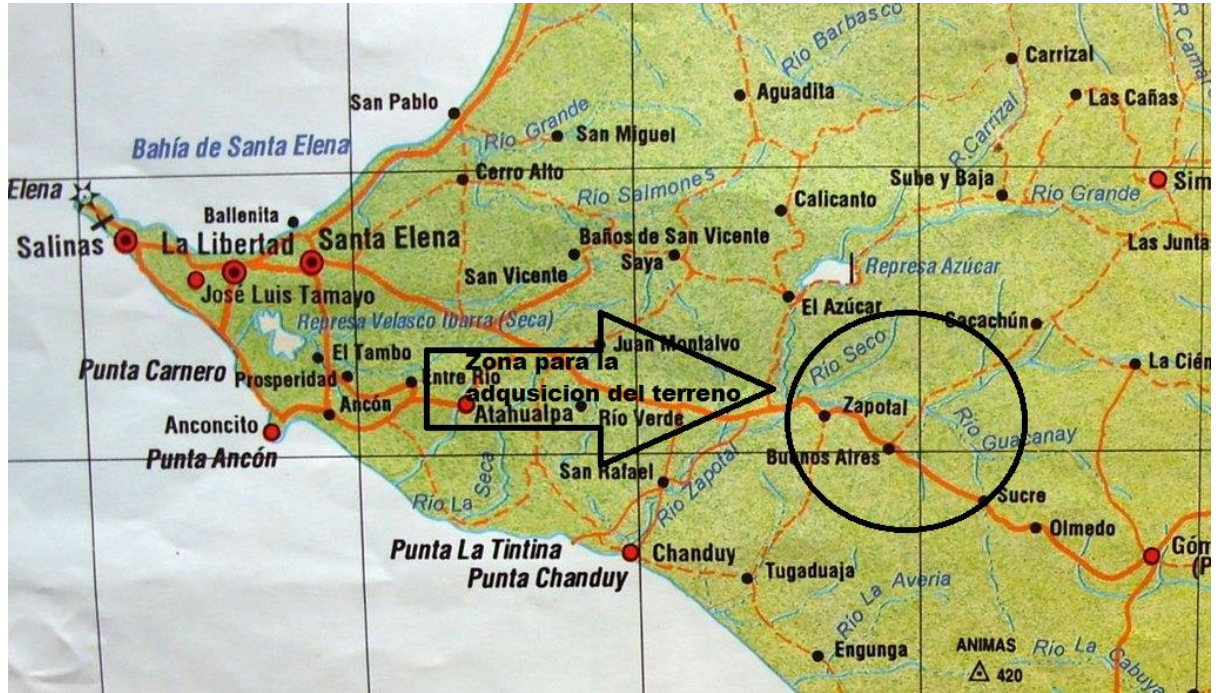 Carrizal
Río Barbasco
R. Camar
Aguadita
Las Cañas
San Pablo
Río Grande
San Miguel
R. Carrizal
Bahía de Santa Elena
Cerro Alto
Río Salmones
Sube y Baja
Río Grande
Sim
Elena
Ballenita
Calicanto
Salinas
La Libertad
Santa Elena
Baños de San Vicente
Las Juntas
San Vicente
Saya
Represa Azúcar
José Luis Tamayo
El Azúcar
Represa Velasco Ibarra (Seca)
Sacachún
El Tambo
Juan Montalvo
Río Seco
La Cién
Punta Carnero
Prosperidad
Entre Río
Zona para la
adqusicion del terreno
Ancón
Atahualpa
Río Verde
Zapotal
Anconcito
Río Guacanay
Punta Ancón
Buenos Aires
San Rafael
Río Zapotal
Río La Seca
Sucre
Olmedo
Punta La Tintina
Chanduy
Góm
(P
Punta Chanduy
Tugaduaja
Río La Averia
Engunga
ANIMAS
420
Río La Cabuya